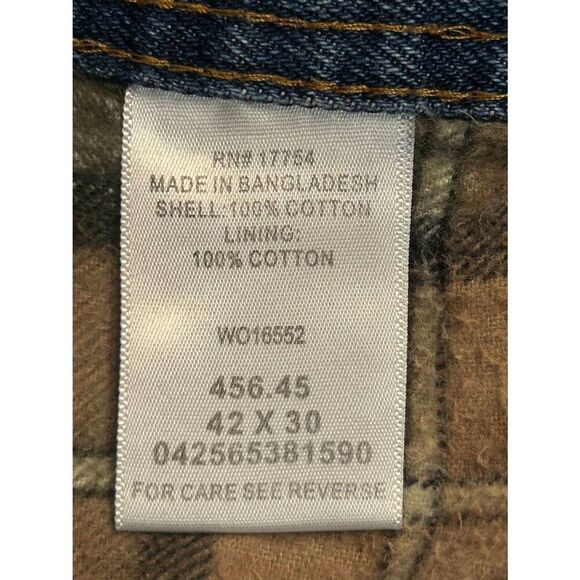 RN# 17754
MADE IN BANGLADESH
SHELL: 100% COTTON
LINING:
100% COTTON
WO16552
456.45
42 X 30
042565381590
FOR CARE SEE REVERSE